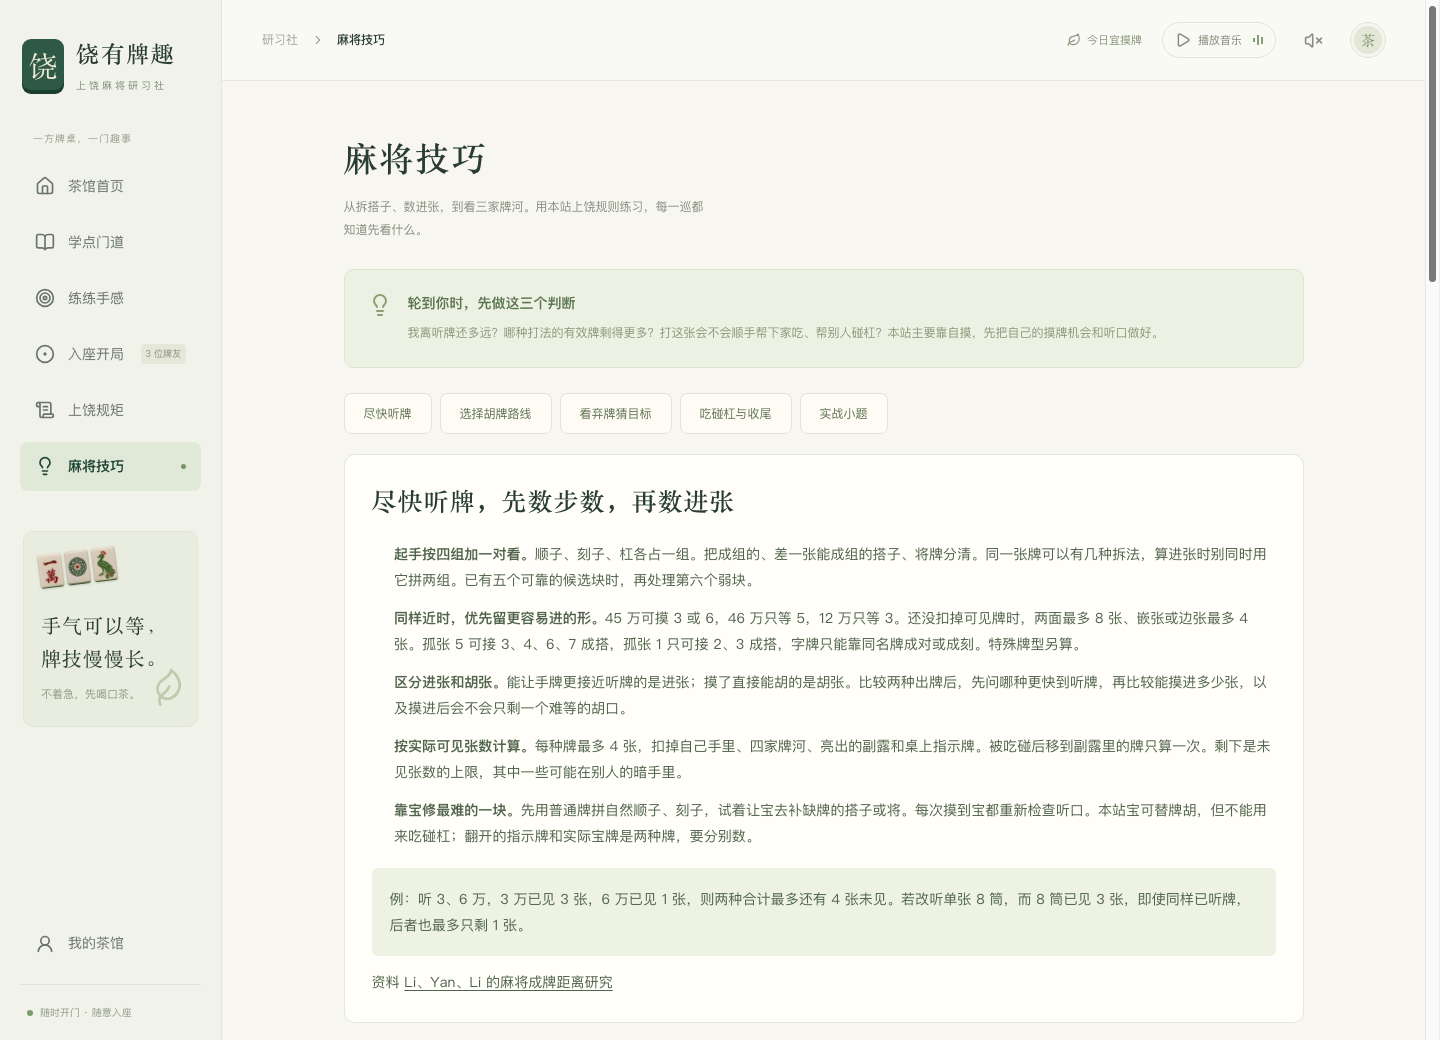 饶
饶有牌趣
上饶麻将研习社
一方牌桌，一门趣事
茶馆首页
学点门道
练练手感
入座开局
3 位牌友
上饶规矩
麻将技巧
一萬
手气可以等，
牌技慢慢长。
不着急，先喝口茶。
我的茶馆
随时开门 · 随意入座
研习社
麻将技巧
今日宜摸牌
播放音乐
茶
麻将技巧
从拆搭子、数进张，到看三家牌河。用本站上饶规则练习，每一巡都
知道先看什么。
轮到你时，先做这三个判断
我离听牌还多远？哪种打法的有效牌剩得更多？打这张会不会顺手帮下家吃、帮别人碰杠？本站主要靠自摸，先把自己的摸牌机会和听口做好。
尽快听牌
选择胡牌路线
看弃牌猜目标
吃碰杠与收尾
实战小题
尽快听牌，先数步数，再数进张
起手按四组加一对看。顺子、刻子、杠各占一组。把成组的、差一张能成组的搭子、将牌分清。同一张牌可以有几种拆法，算进张时别同时用
它拼两组。已有五个可靠的候选块时，再处理第六个弱块。
同样近时，优先留更容易进的形。45 万可摸 3 或 6，46 万只等 5，12 万只等 3。还没扣掉可见牌时，两面最多 8 张、嵌张或边张最多 4
张。孤张 5 可接 3、4、6、7 成搭，孤张 1 只可接 2、3 成搭，字牌只能靠同名牌成对或成刻。特殊牌型另算。
区分进张和胡张。能让手牌更接近听牌的是进张；摸了直接能胡的是胡张。比较两种出牌后，先问哪种更快到听牌，再比较能摸进多少张，以
及摸进后会不会只剩一个难等的胡口。
按实际可见张数计算。每种牌最多 4 张，扣掉自己手里、四家牌河、亮出的副露和桌上指示牌。被吃碰后移到副露里的牌只算一次。剩下是未
见张数的上限，其中一些可能在别人的暗手里。
靠宝修最难的一块。先用普通牌拼自然顺子、刻子，试着让宝去补缺牌的搭子或将。每次摸到宝都重新检查听口。本站宝可替牌胡，但不能用
来吃碰杠；翻开的指示牌和实际宝牌是两种牌，要分别数。
例：听 3、6 万，3 万已见 3 张，6 万已见 1 张，则两种合计最多还有 4 张未见。若改听单张 8 筒，而 8 筒已见 3 张，即使同样已听牌，
后者也最多只剩 1 张。
资料 Li、Yan、Li 的麻将成牌距离研究